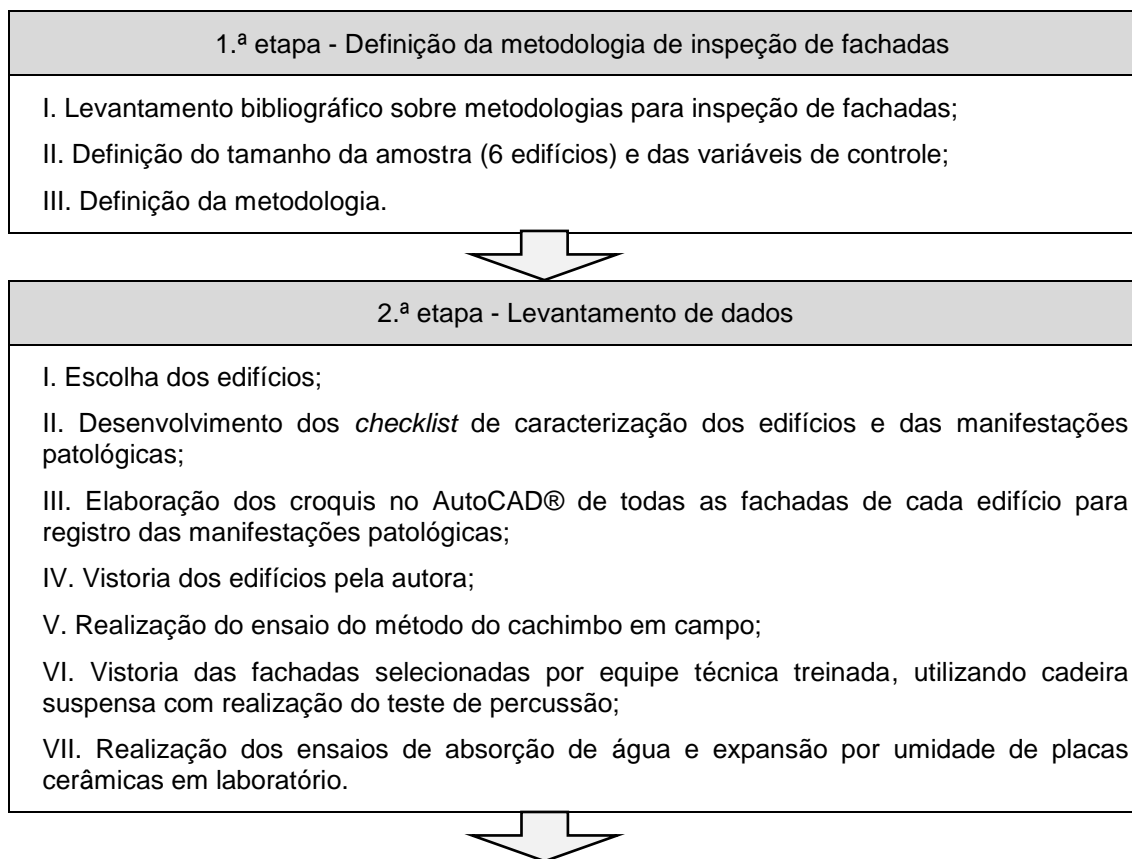 1.ª etapa - Definição da metodologia de inspeção de fachadas
I. Levantamento bibliográfico sobre metodologias para inspeção de fachadas;
II. Definição do tamanho da amostra (6 edifícios) e das variáveis de controle;
III. Definição da metodologia.
2.ª etapa - Levantamento de dados
I. Escolha dos edifícios;
II. Desenvolvimento dos checklist de caracterização dos edifícios e das manifestações
patológicas;
III. Elaboração dos croquis no AutoCAD® de todas as fachadas de cada edifício para
registro das manifestações patológicas;
IV. Vistoria dos edifícios pela autora;
V. Realização do ensaio do método do cachimbo em campo;
VI. Vistoria das fachadas selecionadas por equipe técnica treinada, utilizando cadeira
suspensa com realização do teste de percussão;
VII. Realização dos ensaios de absorção de água e expansão por umidade de placas
cerâmicas em laboratório.